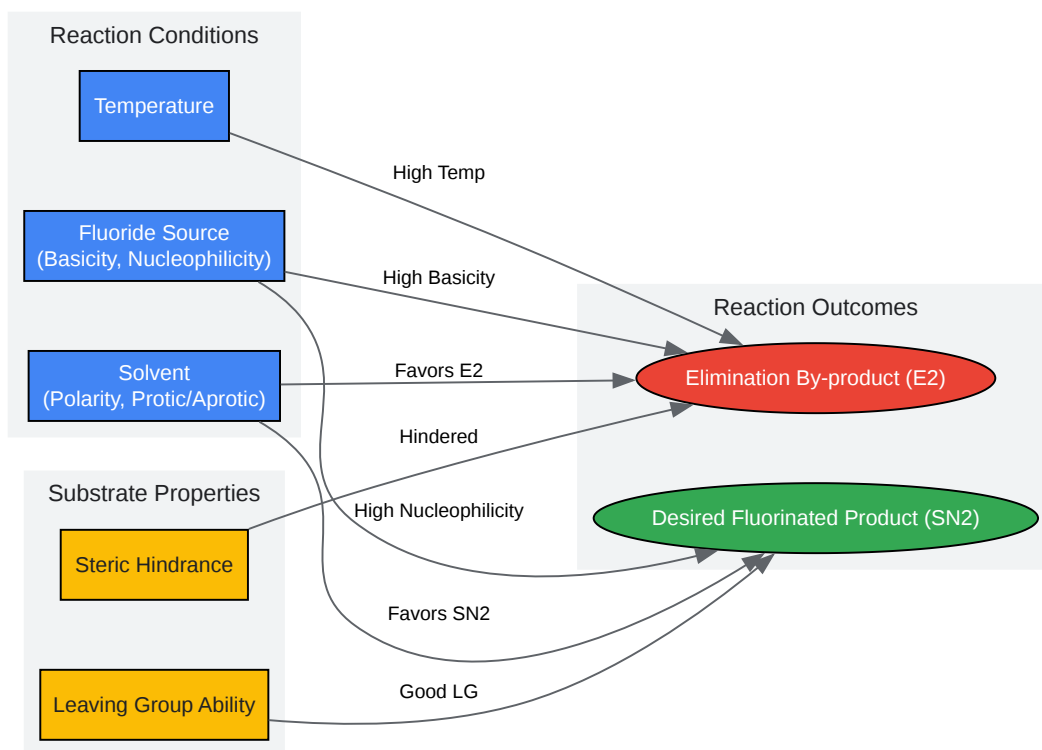 Reaction Conditions
Temperature
Fluoride Source
(Basicity, Nucleophilicity)
Solvent
(Polarity, Protic/Aprotic)
Substrate Properties
Steric Hindrance
Leaving Group Ability
High Temp
High Basicity
Favors E2
Hindered
High Nucleophilicity
Favors SN2
Good LG
Reaction Outcomes
Elimination By-product (E2)
Desired Fluorinated Product (SN2)